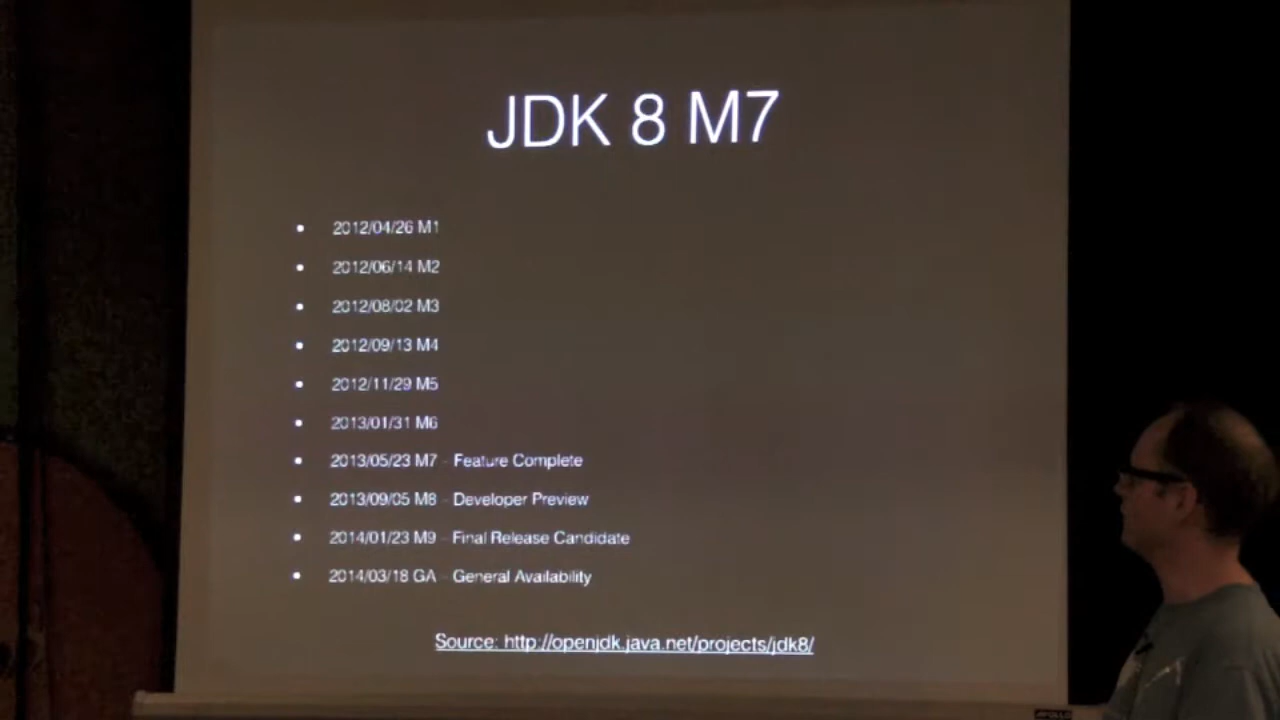 JDK 8 M7
• 2012/04/26 M1
• 2012/06/14 M2
• 2012/08/02 M3
• 2012/09/13 M4
• 2012/11/29 M5
• 2013/01/31 M6
• 2013/05/23 M7 - Feature Complete
• 2013/09/05 M8 - Developer Preview
• 2014/01/23 M9 - Final Release Candidate
• 2014/03/18 GA - General Availability
Source: http://openjdk.java.net/projects/jdk8/